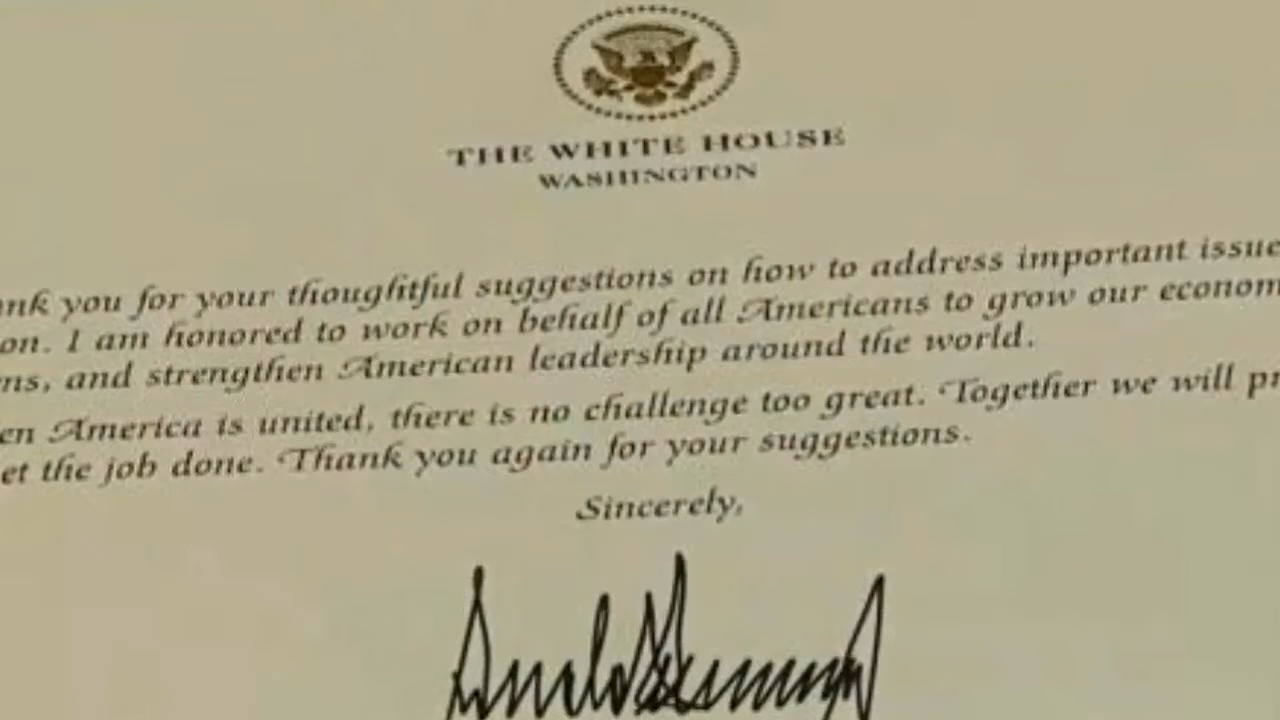 THE WHITE HOUSE
WASHINGTON
ank you for your thoughtful suggestions on how to address important issue
on. I am honored to work on behalf of all Americans to grow our econom
ns, and strengthen American leadership around the world.
en America is united, there is no challenge too great. Together we will pr
et the job done. Thank you again for your suggestions.
Sincerely,